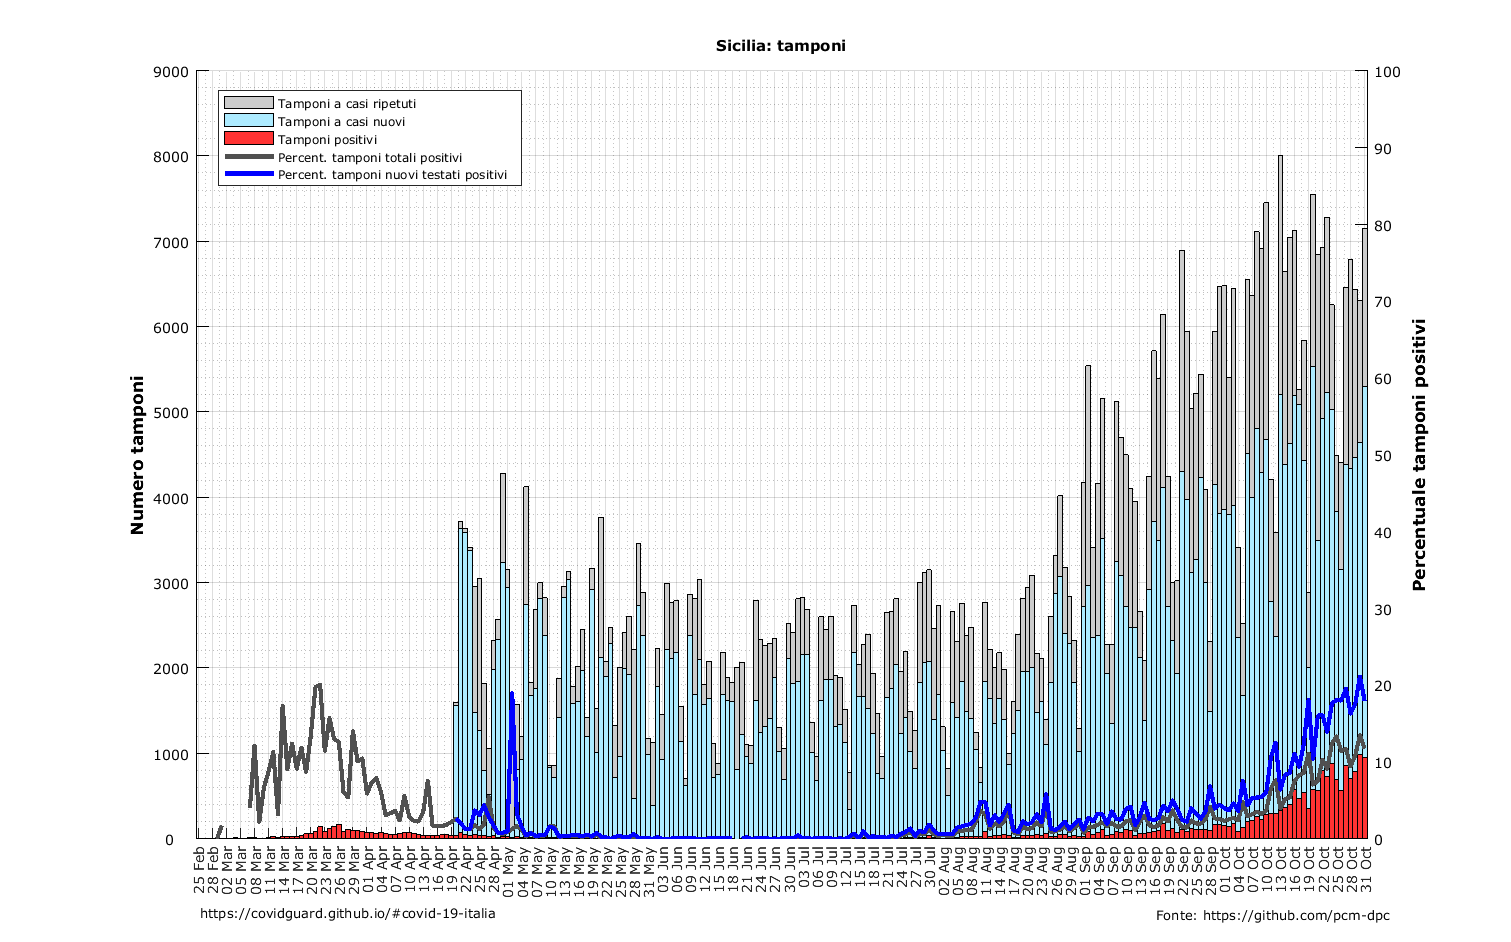 Sicilia: tamponi
9000
8000
7000
6000
5000
4000
3000
2000
1000
0
Numero tamponi
Tamponi a casi ripetuti
Tamponi a casi nuovi
Tamponi positivi
Percent. tamponi totali positivi
Percent. tamponi nuovi testati positivi
100
90
80
70
60
50
40
30
20
10
0
Percentuale tamponi positivi
25 Feb
28 Feb
02 Mar
05 Mar
08 Mar
11 Mar
14 Mar
17 Mar
20 Mar
23 Mar
26 Mar
29 Mar
01 Apr
04 Apr
07 Apr
10 Apr
13 Apr
16 Apr
19 Apr
22 Apr
25 Apr
28 Apr
01 May
04 May
07 May
10 May
13 May
16 May
19 May
22 May
25 May
28 May
31 May
03 Jun
06 Jun
09 Jun
12 Jun
15 Jun
18 Jun
21 Jun
24 Jun
27 Jun
30 Jun
03 Jul
06 Jul
09 Jul
12 Jul
15 Jul
18 Jul
21 Jul
24 Jul
27 Jul
30 Jul
02 Aug
05 Aug
08 Aug
11 Aug
14 Aug
17 Aug
20 Aug
23 Aug
26 Aug
29 Aug
01 Sep
04 Sep
07 Sep
10 Sep
13 Sep
16 Sep
19 Sep
22 Sep
25 Sep
28 Sep
01 Oct
04 Oct
07 Oct
10 Oct
13 Oct
16 Oct
19 Oct
22 Oct
25 Oct
28 Oct
31 Oct
https://covidguard.github.io/#covid-19-italia
Fonte: https://github.com/pcm-dpc